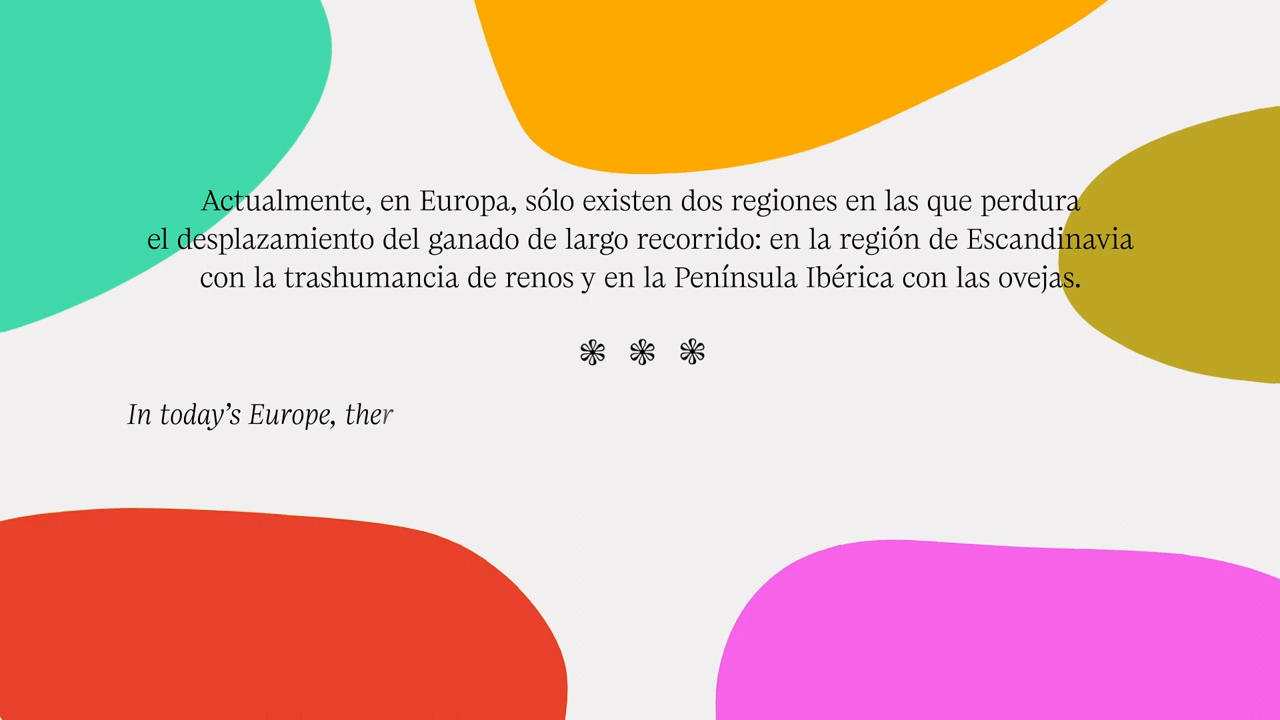 Actualmente, en Europa, sólo existen dos regiones en las que perdura
el desplazamiento del ganado de largo recorrido: en la región de Escandinavia
con la trashumancia de renos y en la Península Ibérica con las ovejas.
In today’s Europe, ther